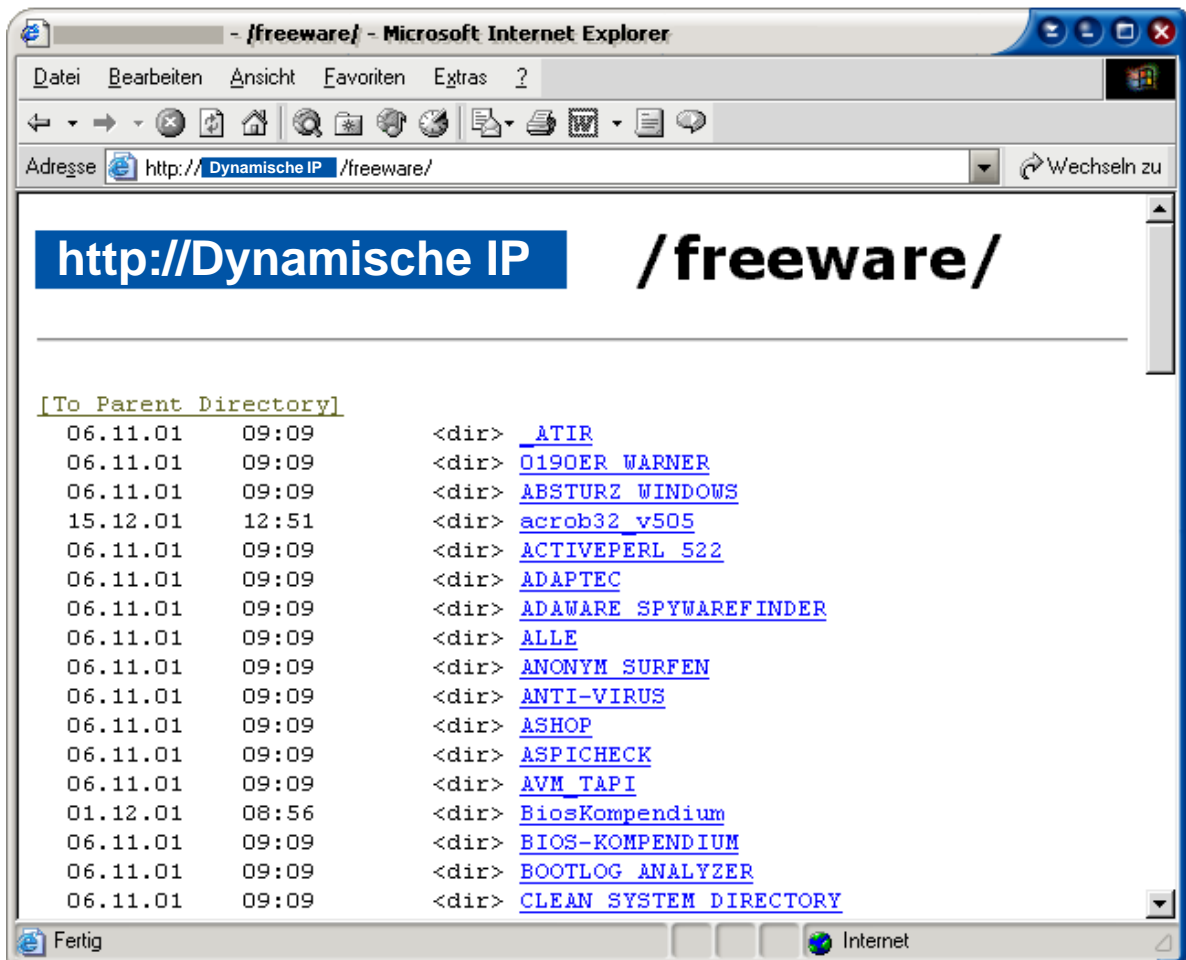 - /freeware/ - Microsoft Internet Explorer
Datei Bearbeiten Ansicht Favoriten Extras ?
Adresse http:// Dynamische IP /freeware/ Wechseln zu
http://Dynamische IP /freeware/
[To Parent Directory]
06.11.01 09:09 <dir> _ATIR
06.11.01 09:09 <dir> 0190ER WARNER
06.11.01 09:09 <dir> ABSTURZ WINDOWS
15.12.01 12:51 <dir> acrob32_v505
06.11.01 09:09 <dir> ACTIVEPERL 522
06.11.01 09:09 <dir> ADAPTEC
06.11.01 09:09 <dir> ADAWARE SPYWAREFINDER
06.11.01 09:09 <dir> ALLE
06.11.01 09:09 <dir> ANONYM SURFEN
06.11.01 09:09 <dir> ANTI-VIRUS
06.11.01 09:09 <dir> ASHOP
06.11.01 09:09 <dir> ASPICHECK
06.11.01 09:09 <dir> AVM_TAPI
01.12.01 08:56 <dir> BiosKompendium
06.11.01 09:09 <dir> BIOS-KOMPENDIUM
06.11.01 09:09 <dir> BOOTLOG ANALYZER
06.11.01 09:09 <dir> CLEAN SYSTEM DIRECTORY
Fertig Internet